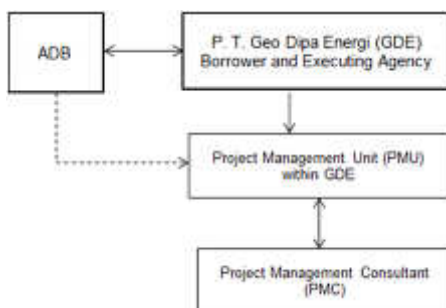 ADB
P. T. Geo Dipa Energi (GDE)
Borrower and Executing Agency
Project Management Unit (PMU)
within GDE
Project Management Consultant
(PMC)